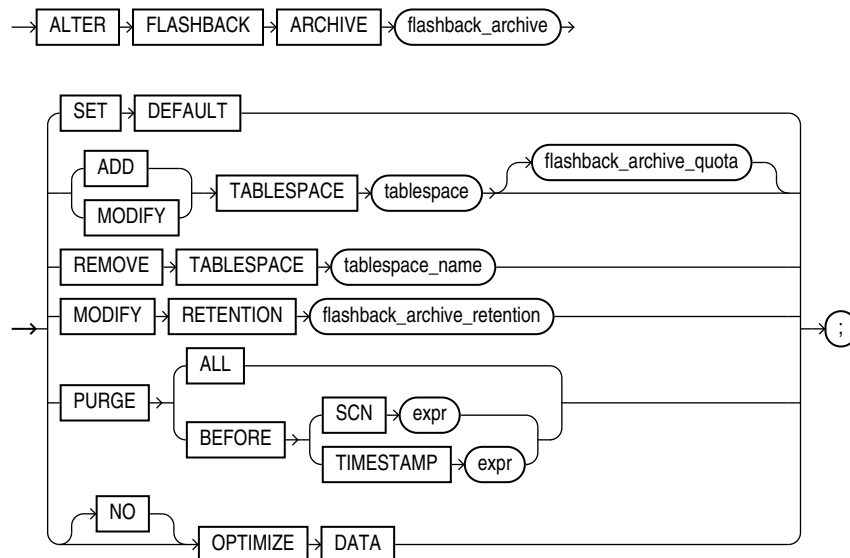 ALTER FLASHBACK ARCHIVE flashback_archive
SET DEFAULT
flashback_archive_quota
ADD
TABLESPACE tablespace
MODIFY
REMOVE TABLESPACE tablespace_name
MODIFY RETENTION flashback_archive_retention
;
ALL
PURGE
SCN expr
BEFORE
TIMESTAMP expr
NO
OPTIMIZE DATA